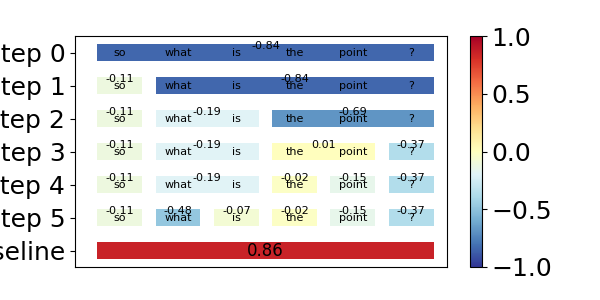 -0.84
tep 0 so what is the point ?
-0.11 -0.84
tep 1 so what is the point ?
-0.11 -0.19 -0.69
tep 2 so what is the point ?
-0.11 -0.19 0.01 -0.37
tep 3 so what is the point ?
-0.11 -0.19 -0.02 -0.15 -0.37
tep 4 so what is the point ?
-0.11 -0.48 -0.07 -0.02 -0.15 -0.37
tep 5 so what is the point ?
seline 0.86
1.0
0.5
0.0
−0.5
−1.0